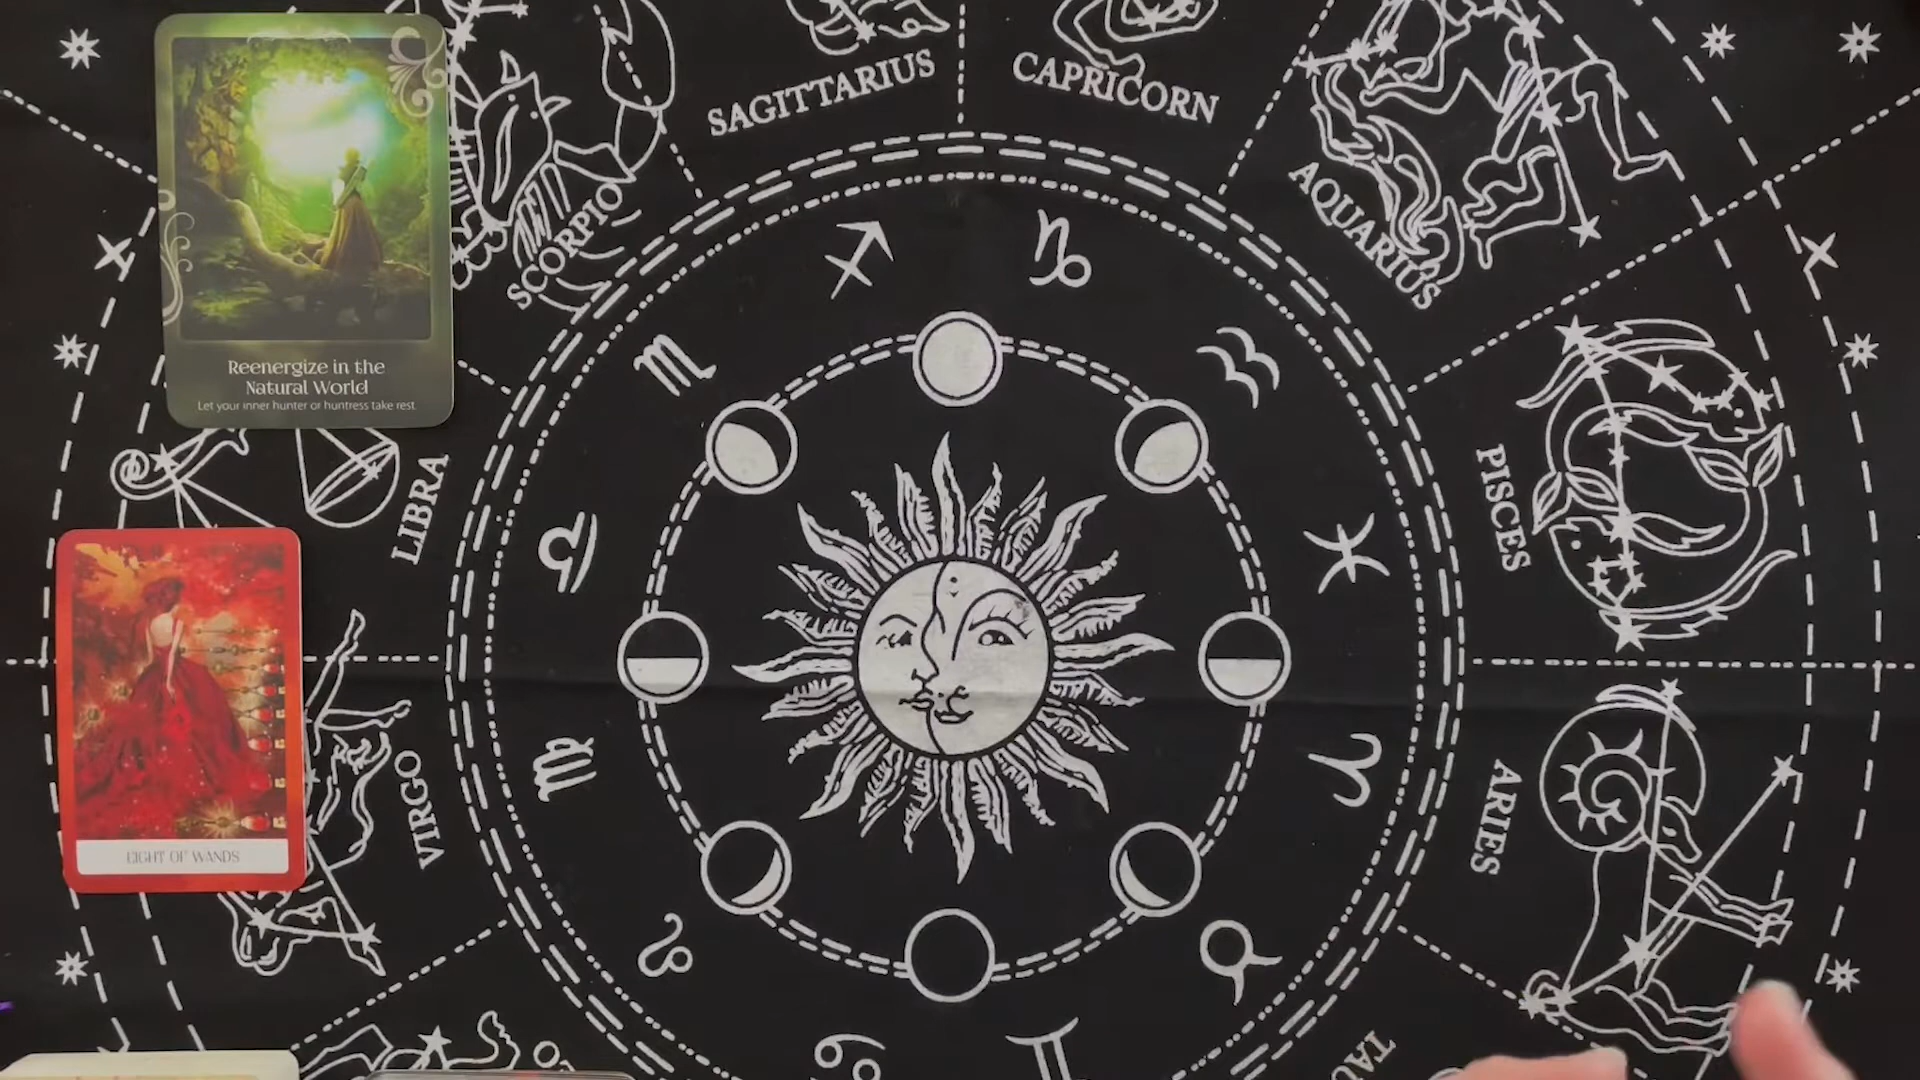 SAGITTARIUS
CAPRICORN
SCORPIO
AQUARIUS
Reenergize in the
Natural World
Let your inner hunter or huntress take rest
LIBRA
PISCES
VIRGO
ARIES
EIGHT OF WANDS
TAU